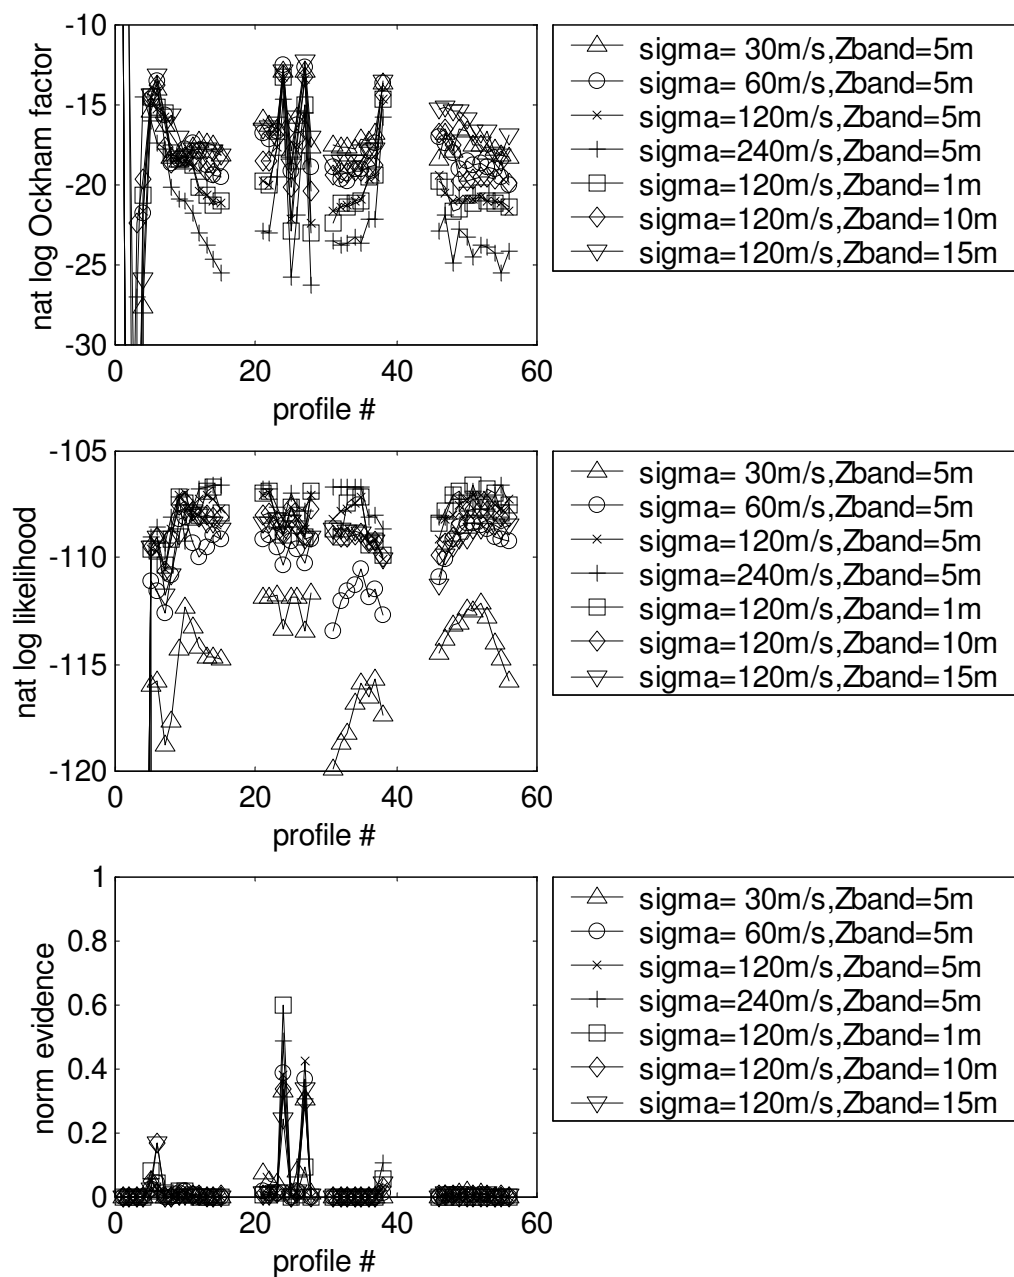 nat log Ockham factor
-10
-15
-20
-25
-30
0 20 40 60
profile #
sigma= 30m/s,Zband=5m
sigma= 60m/s,Zband=5m
sigma=120m/s,Zband=5m
sigma=240m/s,Zband=5m
sigma=120m/s,Zband=1m
sigma=120m/s,Zband=10m
sigma=120m/s,Zband=15m
nat log likelihood
-105
-110
-115
-120
0 20 40 60
profile #
sigma= 30m/s,Zband=5m
sigma= 60m/s,Zband=5m
sigma=120m/s,Zband=5m
sigma=240m/s,Zband=5m
sigma=120m/s,Zband=1m
sigma=120m/s,Zband=10m
sigma=120m/s,Zband=15m
norm evidence
1
0.8
0.6
0.4
0.2
0
0 20 40 60
profile #
sigma= 30m/s,Zband=5m
sigma= 60m/s,Zband=5m
sigma=120m/s,Zband=5m
sigma=240m/s,Zband=5m
sigma=120m/s,Zband=1m
sigma=120m/s,Zband=10m
sigma=120m/s,Zband=15m